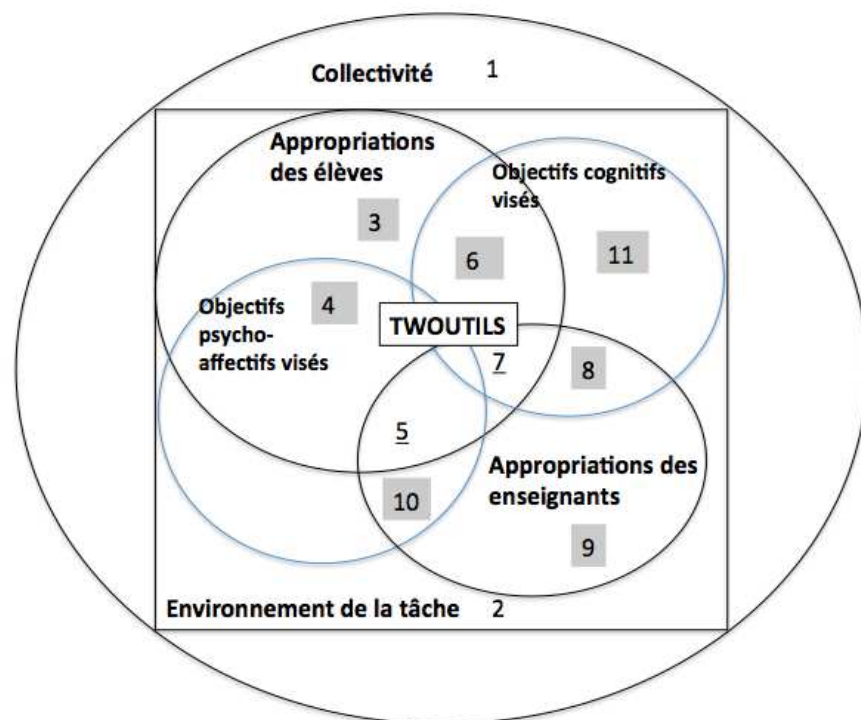 Collectivité 1
Appropriations
des élèves
Objectifs cognitifs
visés
3
6
11
4
Objectifs
psycho-
affectifs visés
TWOUTILS
7
8
5
Appropriations des
enseignants
10
9
Environnement de la tâche 2